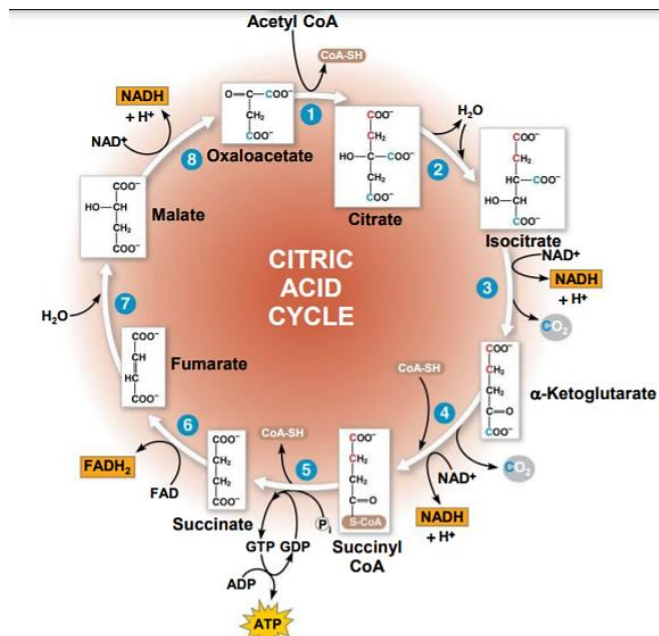 Acetyl CoA
CoA-SH
1
O=C—COO⁻
CH₂
COO⁻
Oxaloacetate
COO⁻
CH₂
HO—C—COO⁻
CH₂
COO⁻
Citrate
2
H₂O
COO⁻
CH₂
HC—COO⁻
HO—CH
COO⁻
Isocitrate
3
NAD⁺
NADH
+ H⁺
CO₂
COO⁻
CH₂
CH₂
C=O
COO⁻
α-Ketoglutarate
4
CoA-SH
CO₂
NAD⁺
NADH
+ H⁺
COO⁻
CH₂
CH₂
C=O
S-CoA
Succinyl
CoA
5
CoA-SH
Pi
GTP GDP
ADP
ATP
COO⁻
CH₂
CH₂
COO⁻
Succinate
6
FAD
FADH₂
COO⁻
CH
HC
COO⁻
Fumarate
7
H₂O
COO⁻
HO—CH
CH₂
COO⁻
Malate
8
NAD⁺
NADH
+ H⁺
CITRIC
ACID
CYCLE